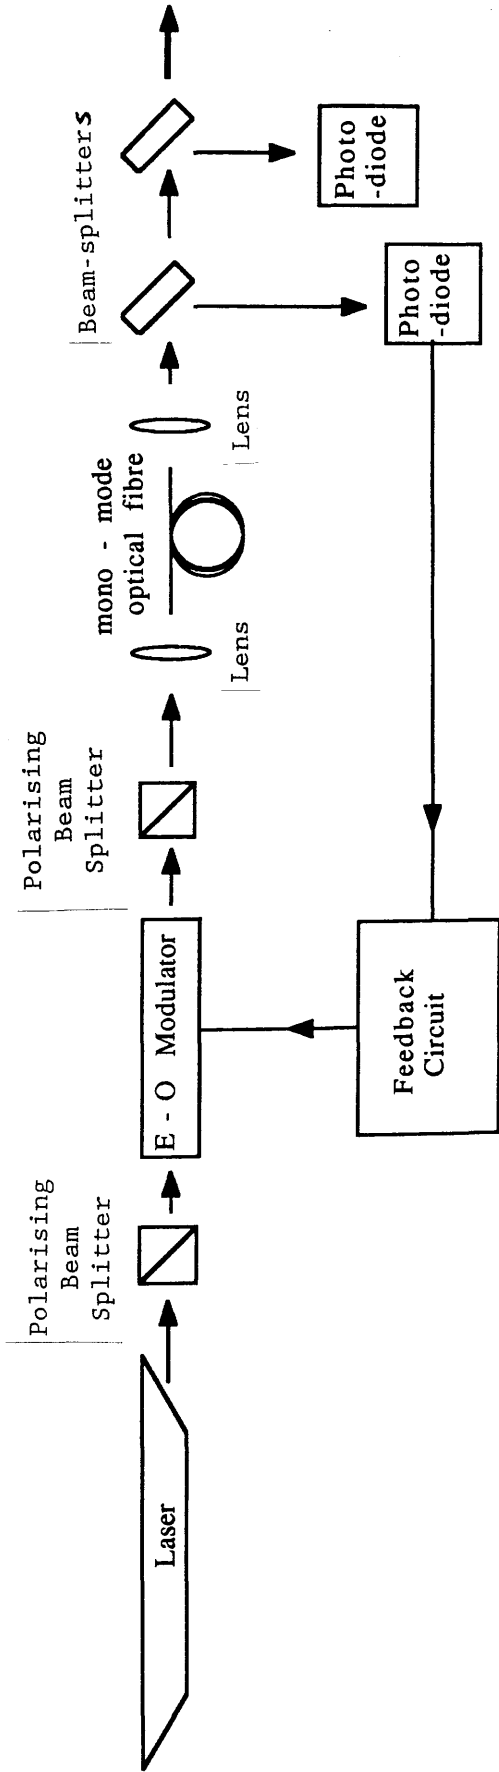 Laser
Polarising
Beam
Splitter
E - O Modulator
Polarising
Beam
Splitter
Lens
mono - mode
optical fibre
Lens
Beam-splitters
Photo
-diode
Photo
-diode
Feedback
Circuit